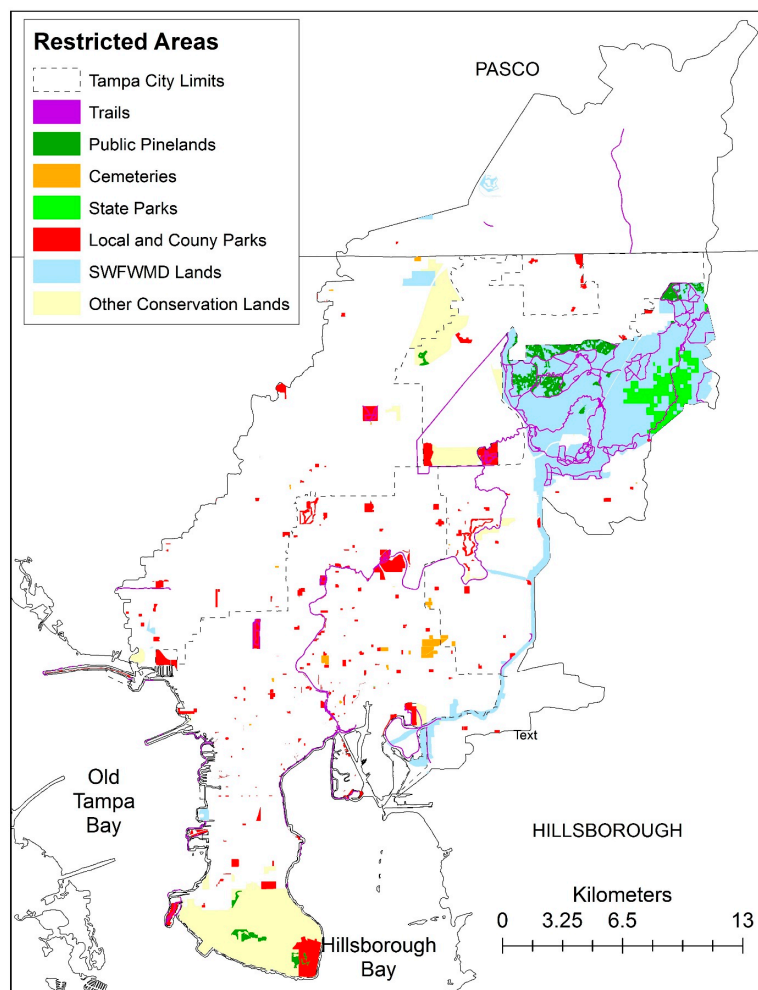 Restricted Areas
Tampa City Limits
Trails
Public Pinelands
Cemeteries
State Parks
Local and Couny Parks
SWFWMD Lands
Other Conservation Lands
PASCO
Text
Old
Tampa
Bay
HILLSBOROUGH
Hillsborough
Bay
Kilometers
0 3.25 6.5 13